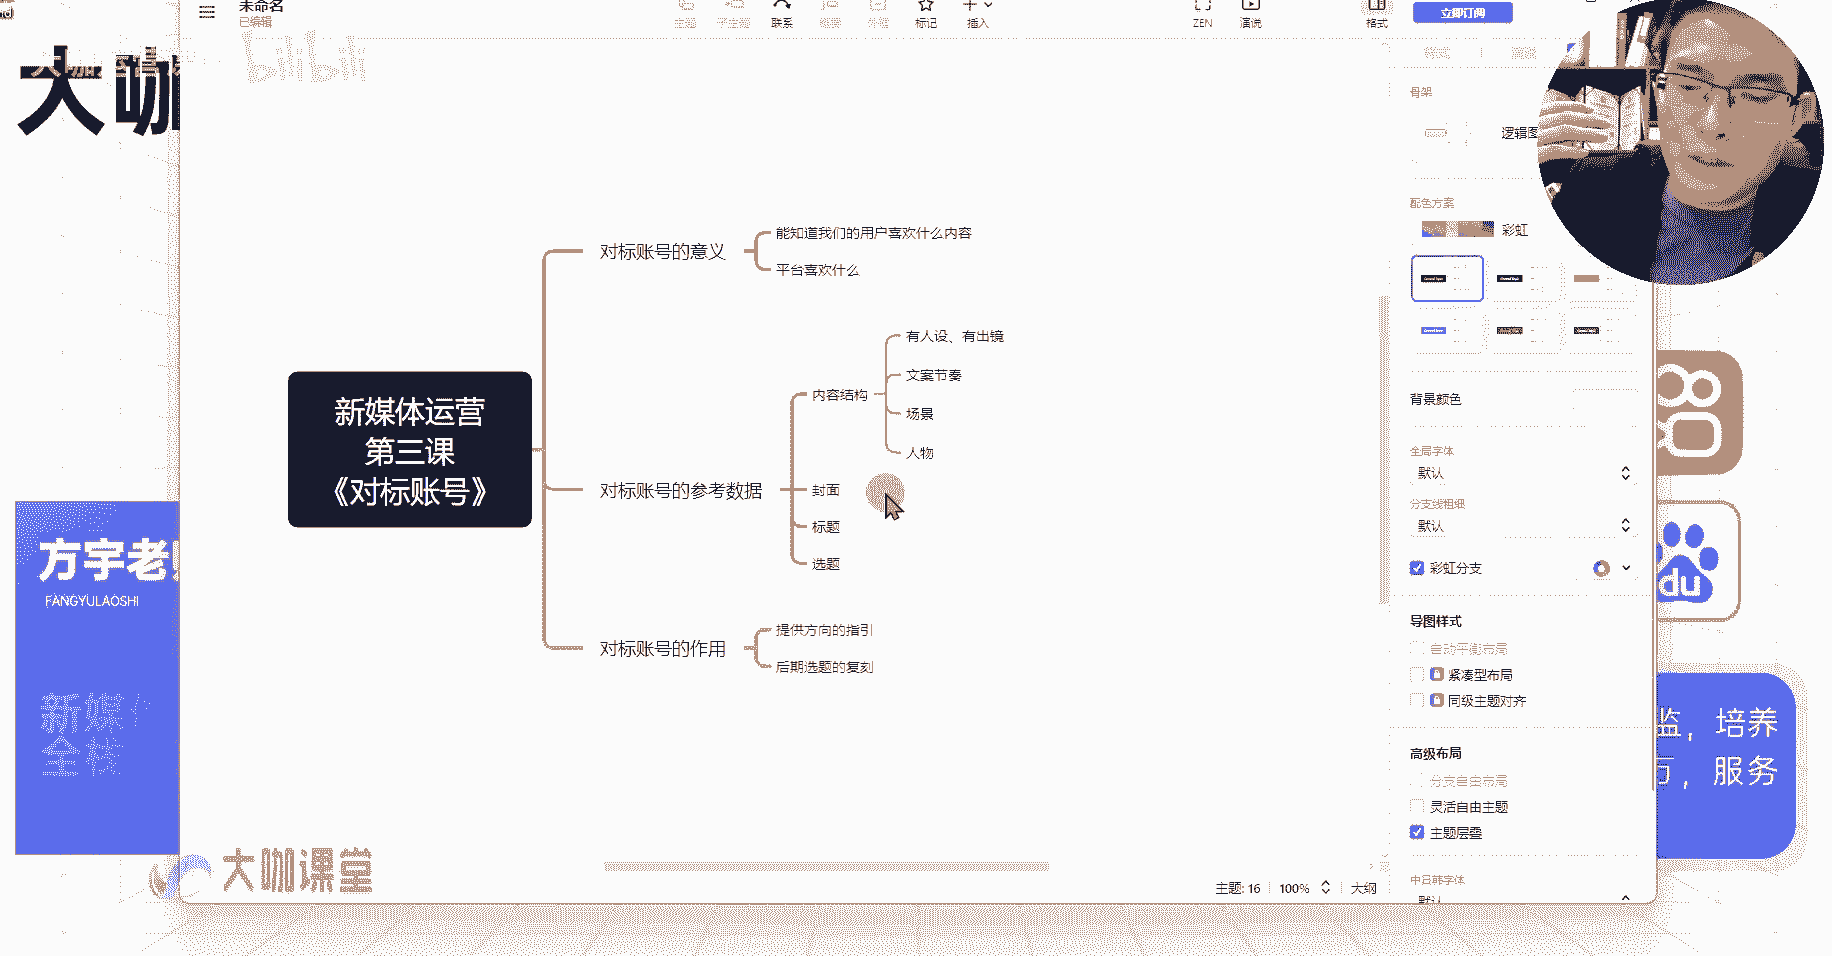 未命名
已编辑
主题
子主题
联系
概要
外框
标记
插入
ZEN
演说
格式
立即订阅
bilibili
大咖
骨架
逻辑图
配色方案
彩虹
背景颜色
全局字体
默认
分支线粗细
默认
彩虹分支
导图样式
自动平衡布局
紧凑型布局
同级主题对齐
高级布局
分支自由布局
灵活自由主题
主题层叠
中日韩字体
默认
新媒体运营
第三课
《对标账号》
对标账号的意义
能知道我们的用户喜欢什么内容
平台喜欢什么
对标账号的参考数据
内容结构
有人设、有出镜
文案节奏
场景
人物
封面
标题
选题
对标账号的作用
提供方向的指引
后期选题的复刻
方宇老
FANGYULAOSHI
新媒
全栈
大咖课堂
主题: 16
100%
大纲
du
监，培养
万，服务